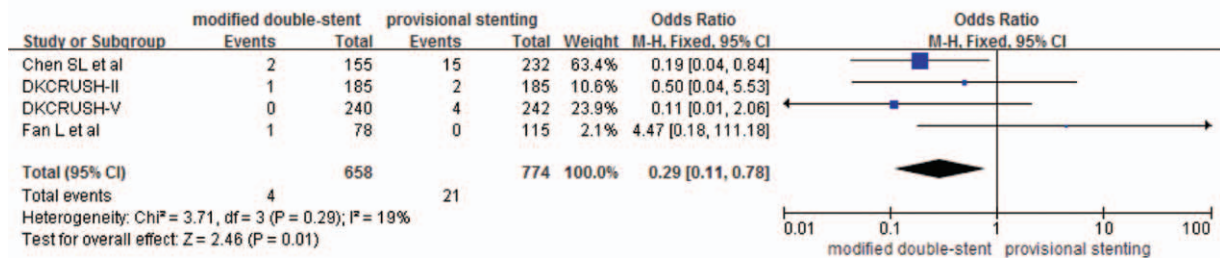 modified double-stent provisional stenting Odds Ratio Odds Ratio
Study or Subgroup Events Total Events Total Weight M-H, Fixed, 95% CI M-H, Fixed, 95% CI
Chen SL et al 2 155 15 232 63.4% 0.19 [0.04, 0.84]
DKCRUSH-II 1 185 2 185 10.6% 0.50 [0.04, 5.53]
DKCRUSH-V 0 240 4 242 23.9% 0.11 [0.01, 2.06]
Fan L et al 1 78 0 115 2.1% 4.47 [0.18, 111.18]
Total (95% CI) 658 774 100.0% 0.29 [0.11, 0.78]
Total events 4 21
Heterogeneity: Chi² = 3.71, df = 3 (P = 0.29); I² = 19%
Test for overall effect: Z = 2.46 (P = 0.01)
0.01 0.1 1 10 100
modified double-stent provisional stenting